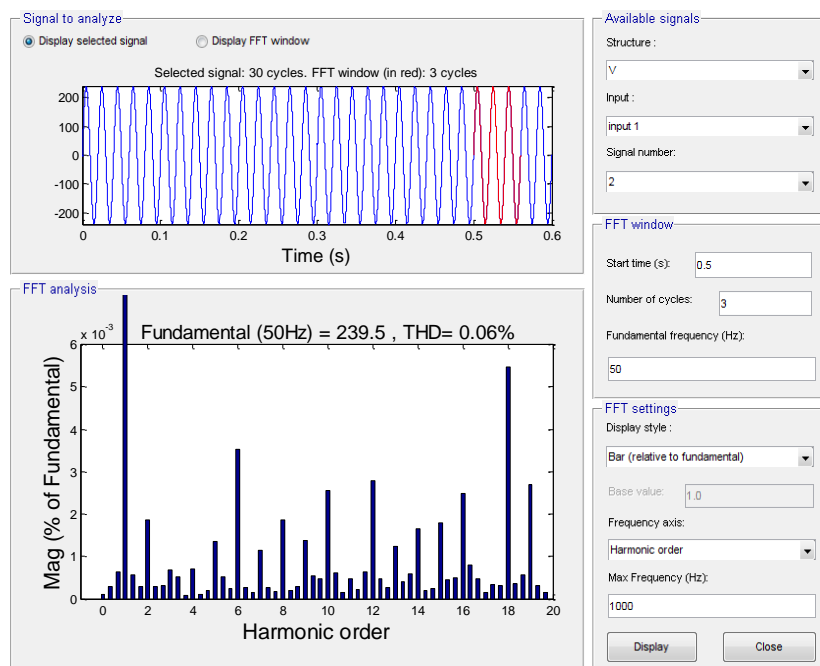 Signal to analyze
Display selected signal
Display FFT window
Selected signal: 30 cycles. FFT window (in red): 3 cycles
200
100
0
-100
-200
0
0.1
0.2
0.3
0.4
0.5
0.6
Time (s)
FFT analysis
x 10⁻³
Fundamental (50Hz) = 239.5 , THD= 0.06%
6
5
4
3
2
1
0
Mag (% of Fundamental)
0
2
4
6
8
10
12
14
16
18
20
Harmonic order
Available signals
Structure :
V
Input :
input 1
Signal number:
2
FFT window
Start time (s):
0.5
Number of cycles:
3
Fundamental frequency (Hz):
50
FFT settings
Display style :
Bar (relative to fundamental)
Base value:
1.0
Frequency axis:
Harmonic order
Max Frequency (Hz):
1000
Display
Close